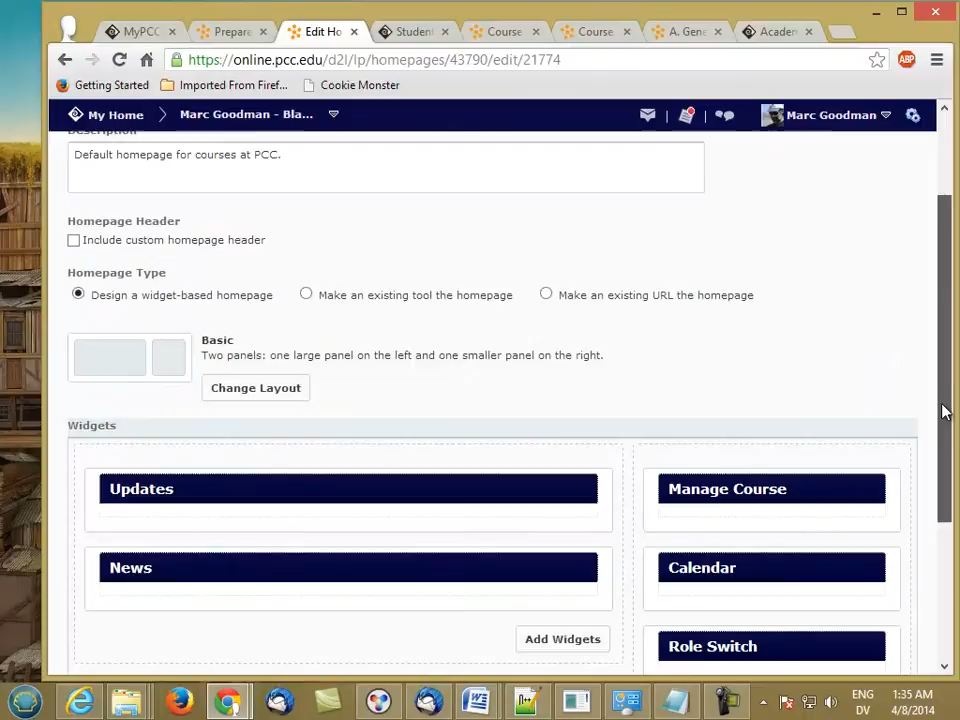 MyPCC
Prepare
Edit Ho
Student
Course
Course
A. Gene
Academ
https://online.pcc.edu/d2l/lp/homepages/43790/edit/21774
ABP
Getting Started
Imported From Firef...
Cookie Monster
My Home
Marc Goodman - Bla...
Marc Goodman
Description
Default homepage for courses at PCC.
Homepage Header
Include custom homepage header
Homepage Type
Design a widget-based homepage
Make an existing tool the homepage
Make an existing URL the homepage
Basic
Two panels: one large panel on the left and one smaller panel on the right.
Change Layout
Widgets
Updates
Manage Course
News
Calendar
Add Widgets
Role Switch
ENG
DV
1:35 AM
4/8/2014